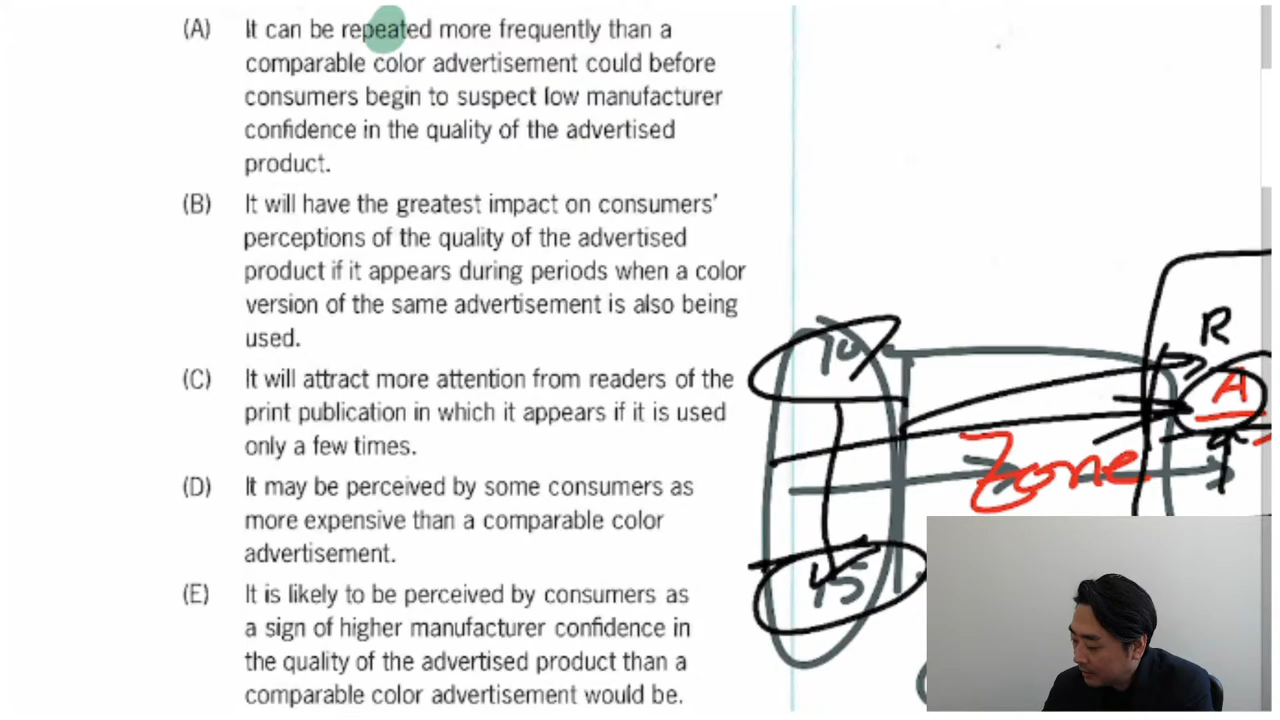 (A) It can be repeated more frequently than a
comparable color advertisement could before
consumers begin to suspect low manufacturer
confidence in the quality of the advertised
product.
(B) It will have the greatest impact on consumers'
perceptions of the quality of the advertised
product if it appears during periods when a color
version of the same advertisement is also being
used.
(C) It will attract more attention from readers of the
print publication in which it appears if it is used
only a few times.
(D) It may be perceived by some consumers as
more expensive than a comparable color
advertisement.
(E) It is likely to be perceived by consumers as
a sign of higher manufacturer confidence in
the quality of the advertised product than a
comparable color advertisement would be.
R
A
Zone